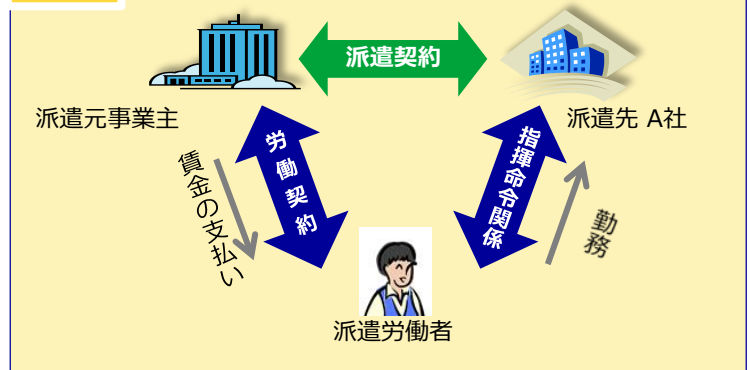 派遣契約
派遣元事業主
派遣先 A社
労働契約
指揮命令関係
賃金の支払い
勤務
派遣労働者